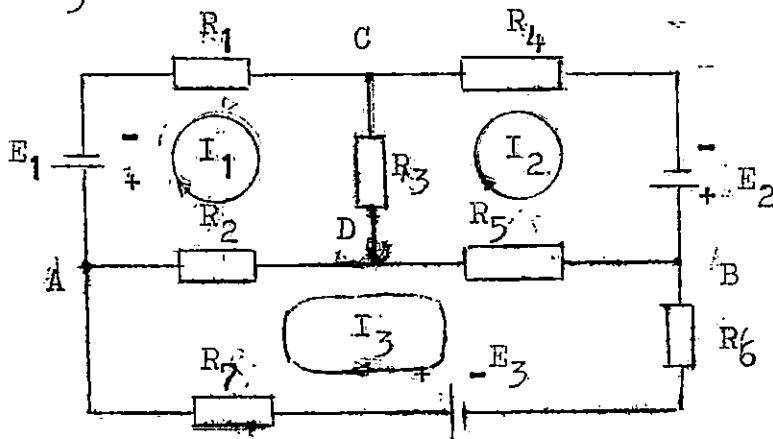 R1 C R4
- -
E1 I1 R3 I2 E2
+ +
R2 D R5
A B
I3 R6
R7 + - E3